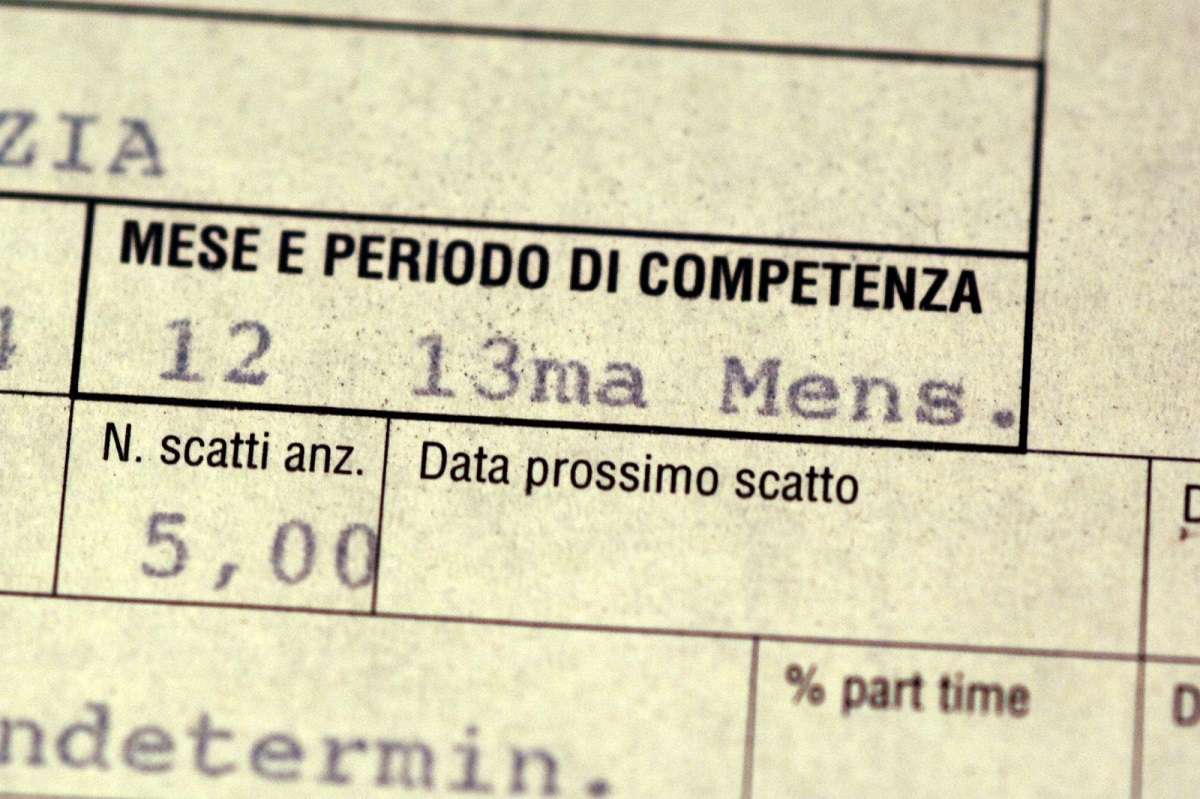 ZIA
MESE E PERIODO DI COMPETENZA
12 13ma Mens.
N. scatti anz.
Data prossimo scatto
5,00
% part time
ndetermin.